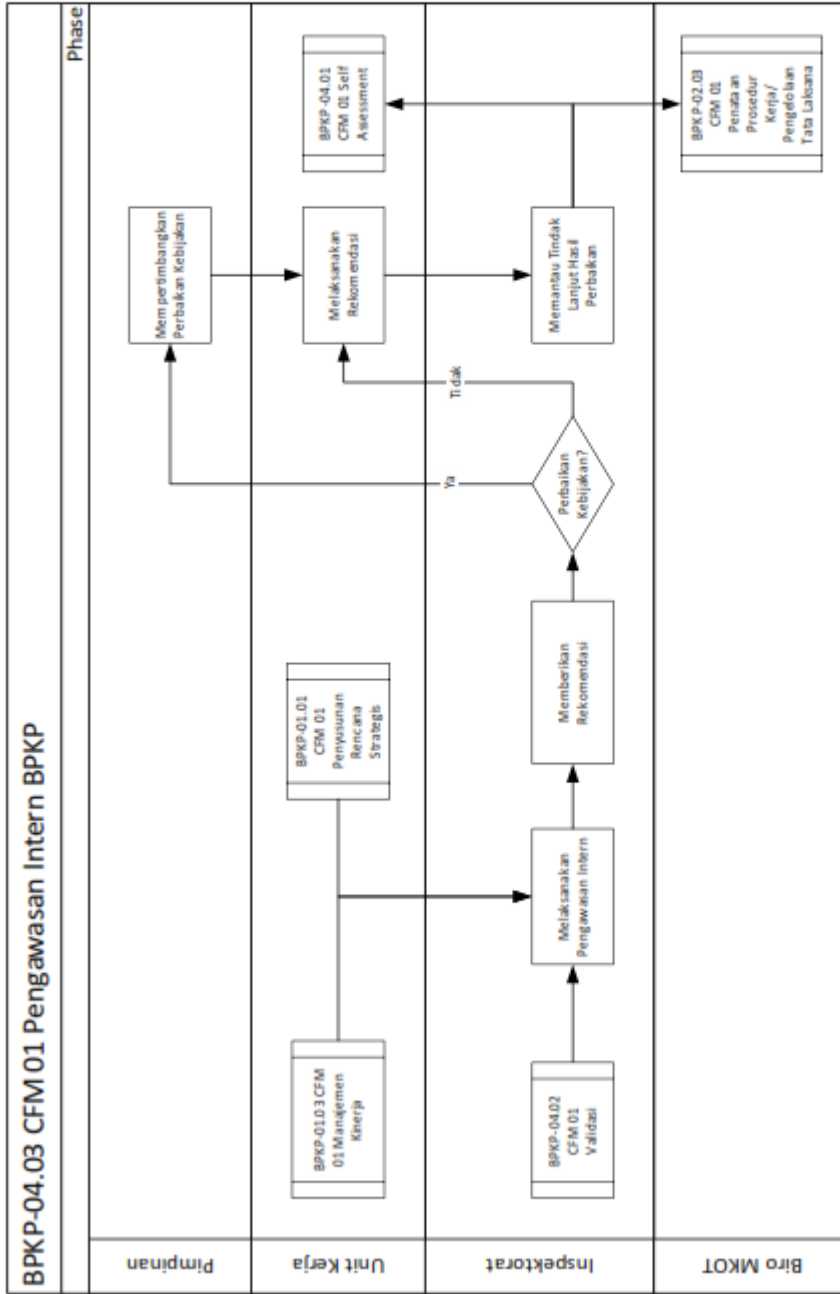 BPKP-04.03 CFM 01 Pengawasan Intern BPKP
Phase
Pimpinan
Mempertimbangkan
Perbaikan Kebijakan
Unit Kerja
BPKP-01.03 CFM
01 Manajemen
Kinerja
BPKP-01.01
CFM 01
Penyusunan
Rencana
Strategis
Melaksanakan
Rekomendasi
BPKP-04.01
CFM 01 Self
Assessment
Inspektorat
BPKP-04.02
CFM 01
Validasi
Melaksanakan
Pengawasan Intern
Memberikan
Rekomendasi
Perbaikan
Kebijakan?
Ya
Tidak
Memantau Tindak
Lanjut Hasil
Perbaikan
Biro MKOT
BPKP-02.03
CFM 01
Penataan
Prosedur
Kerja/
Pengelolaan
Tata Laksana